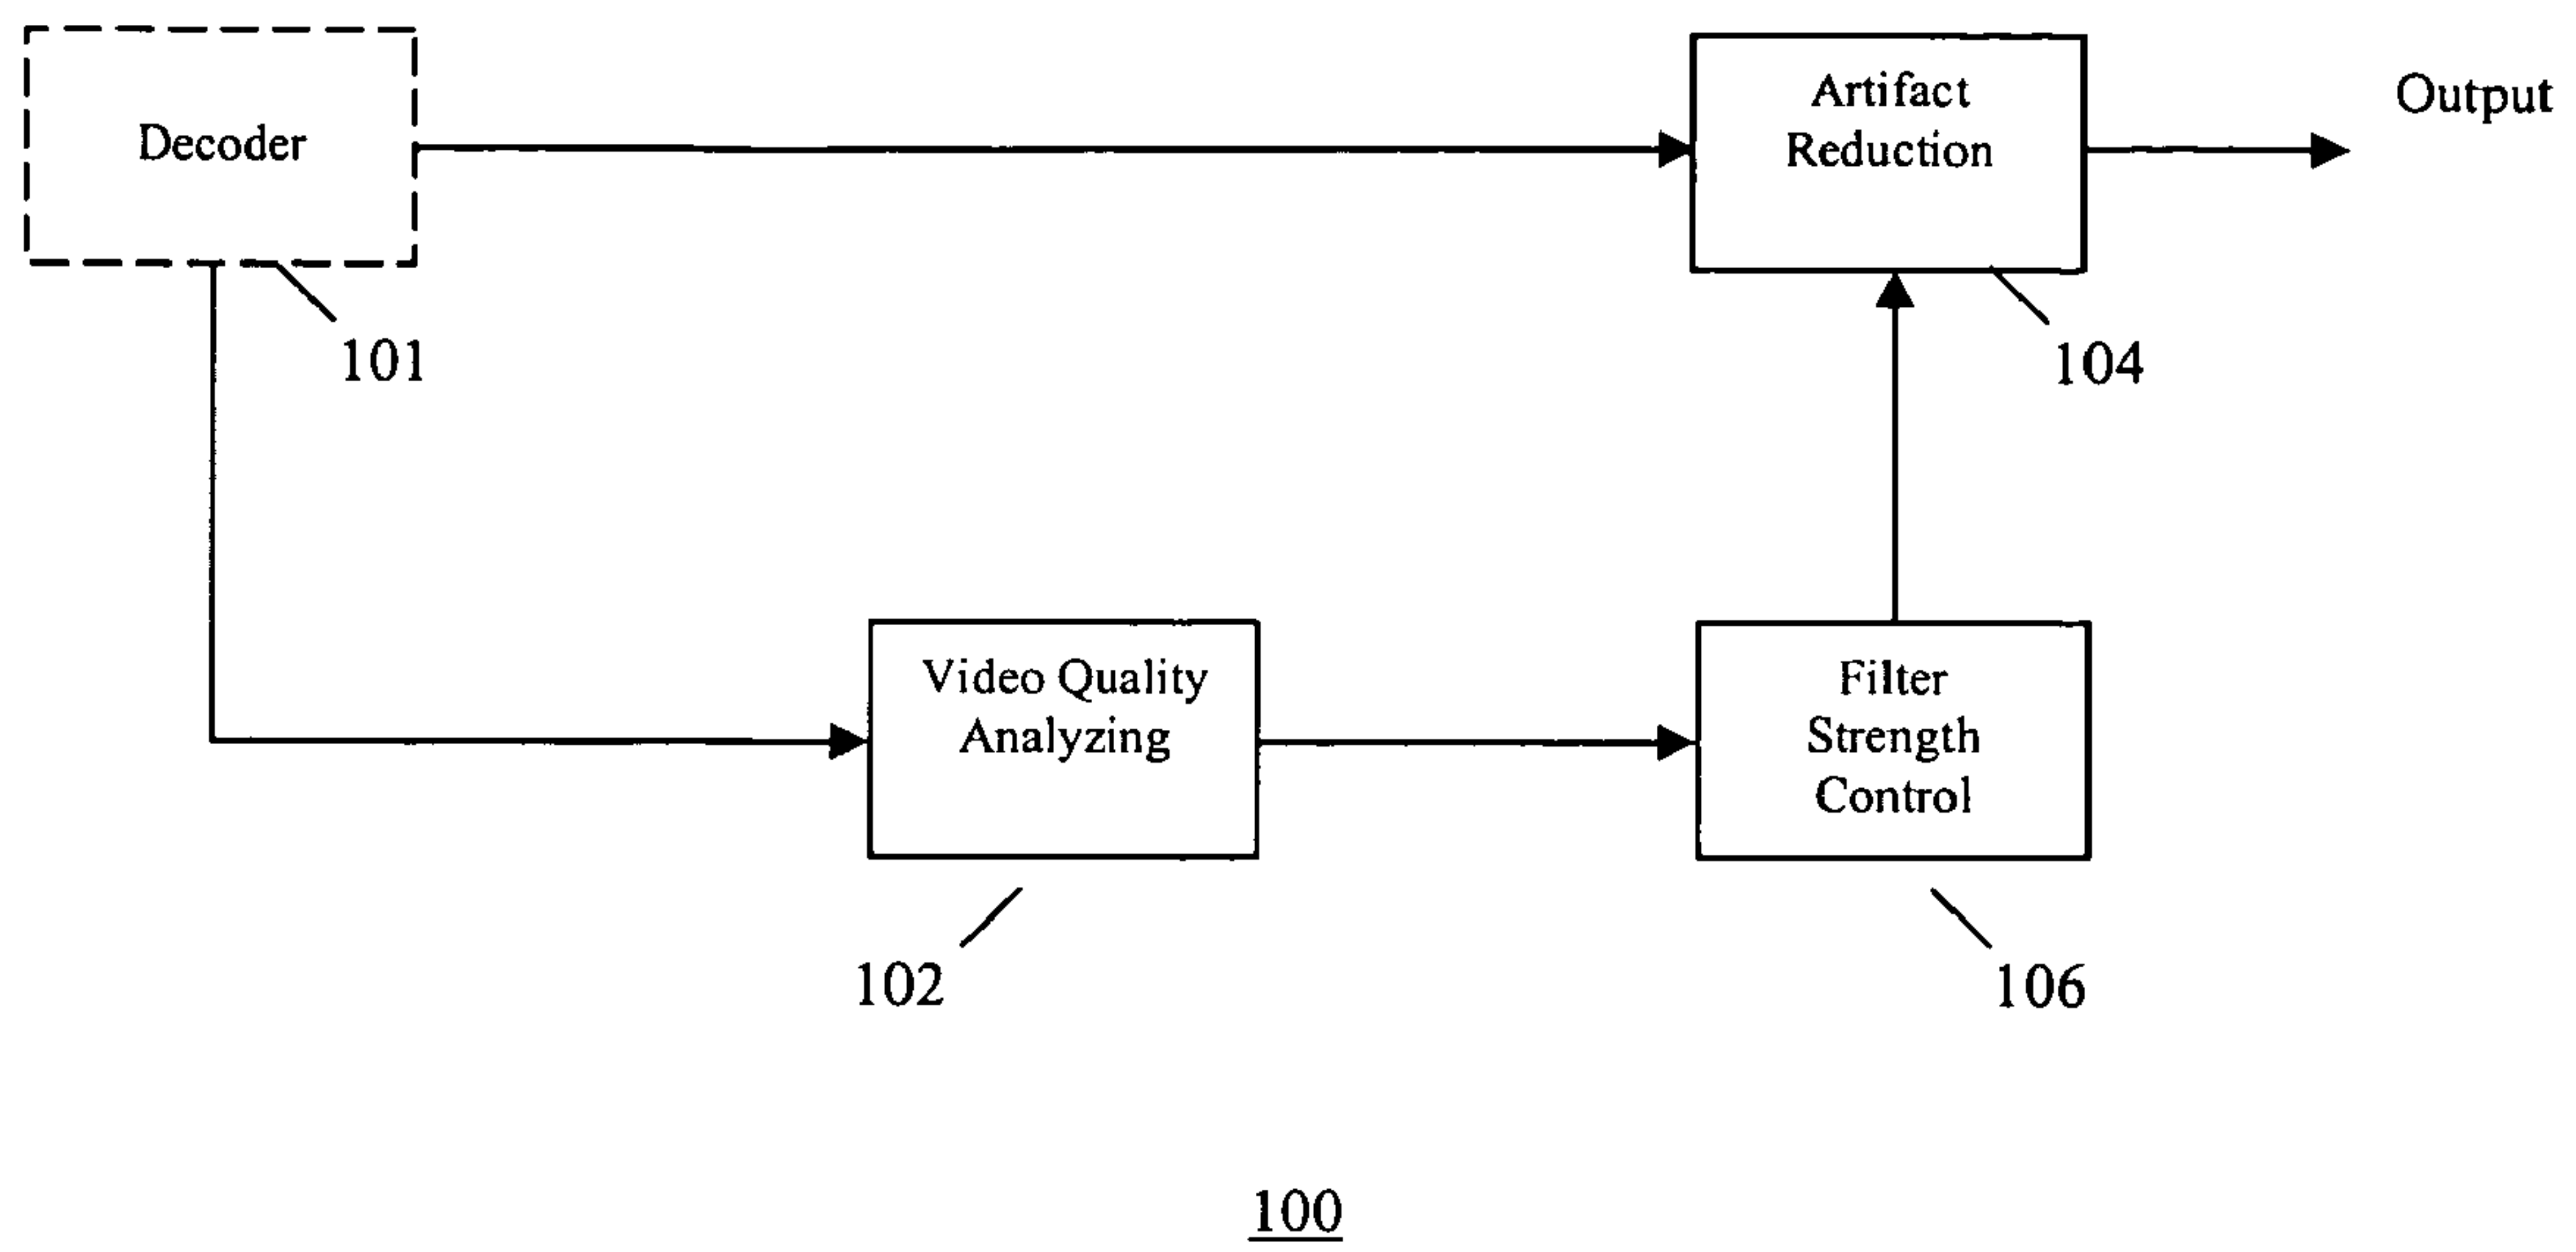 Decoder
Artifact
Reduction
Output
101
104
Video Quality
Analyzing
Filter
Strength
Control
102
106
100